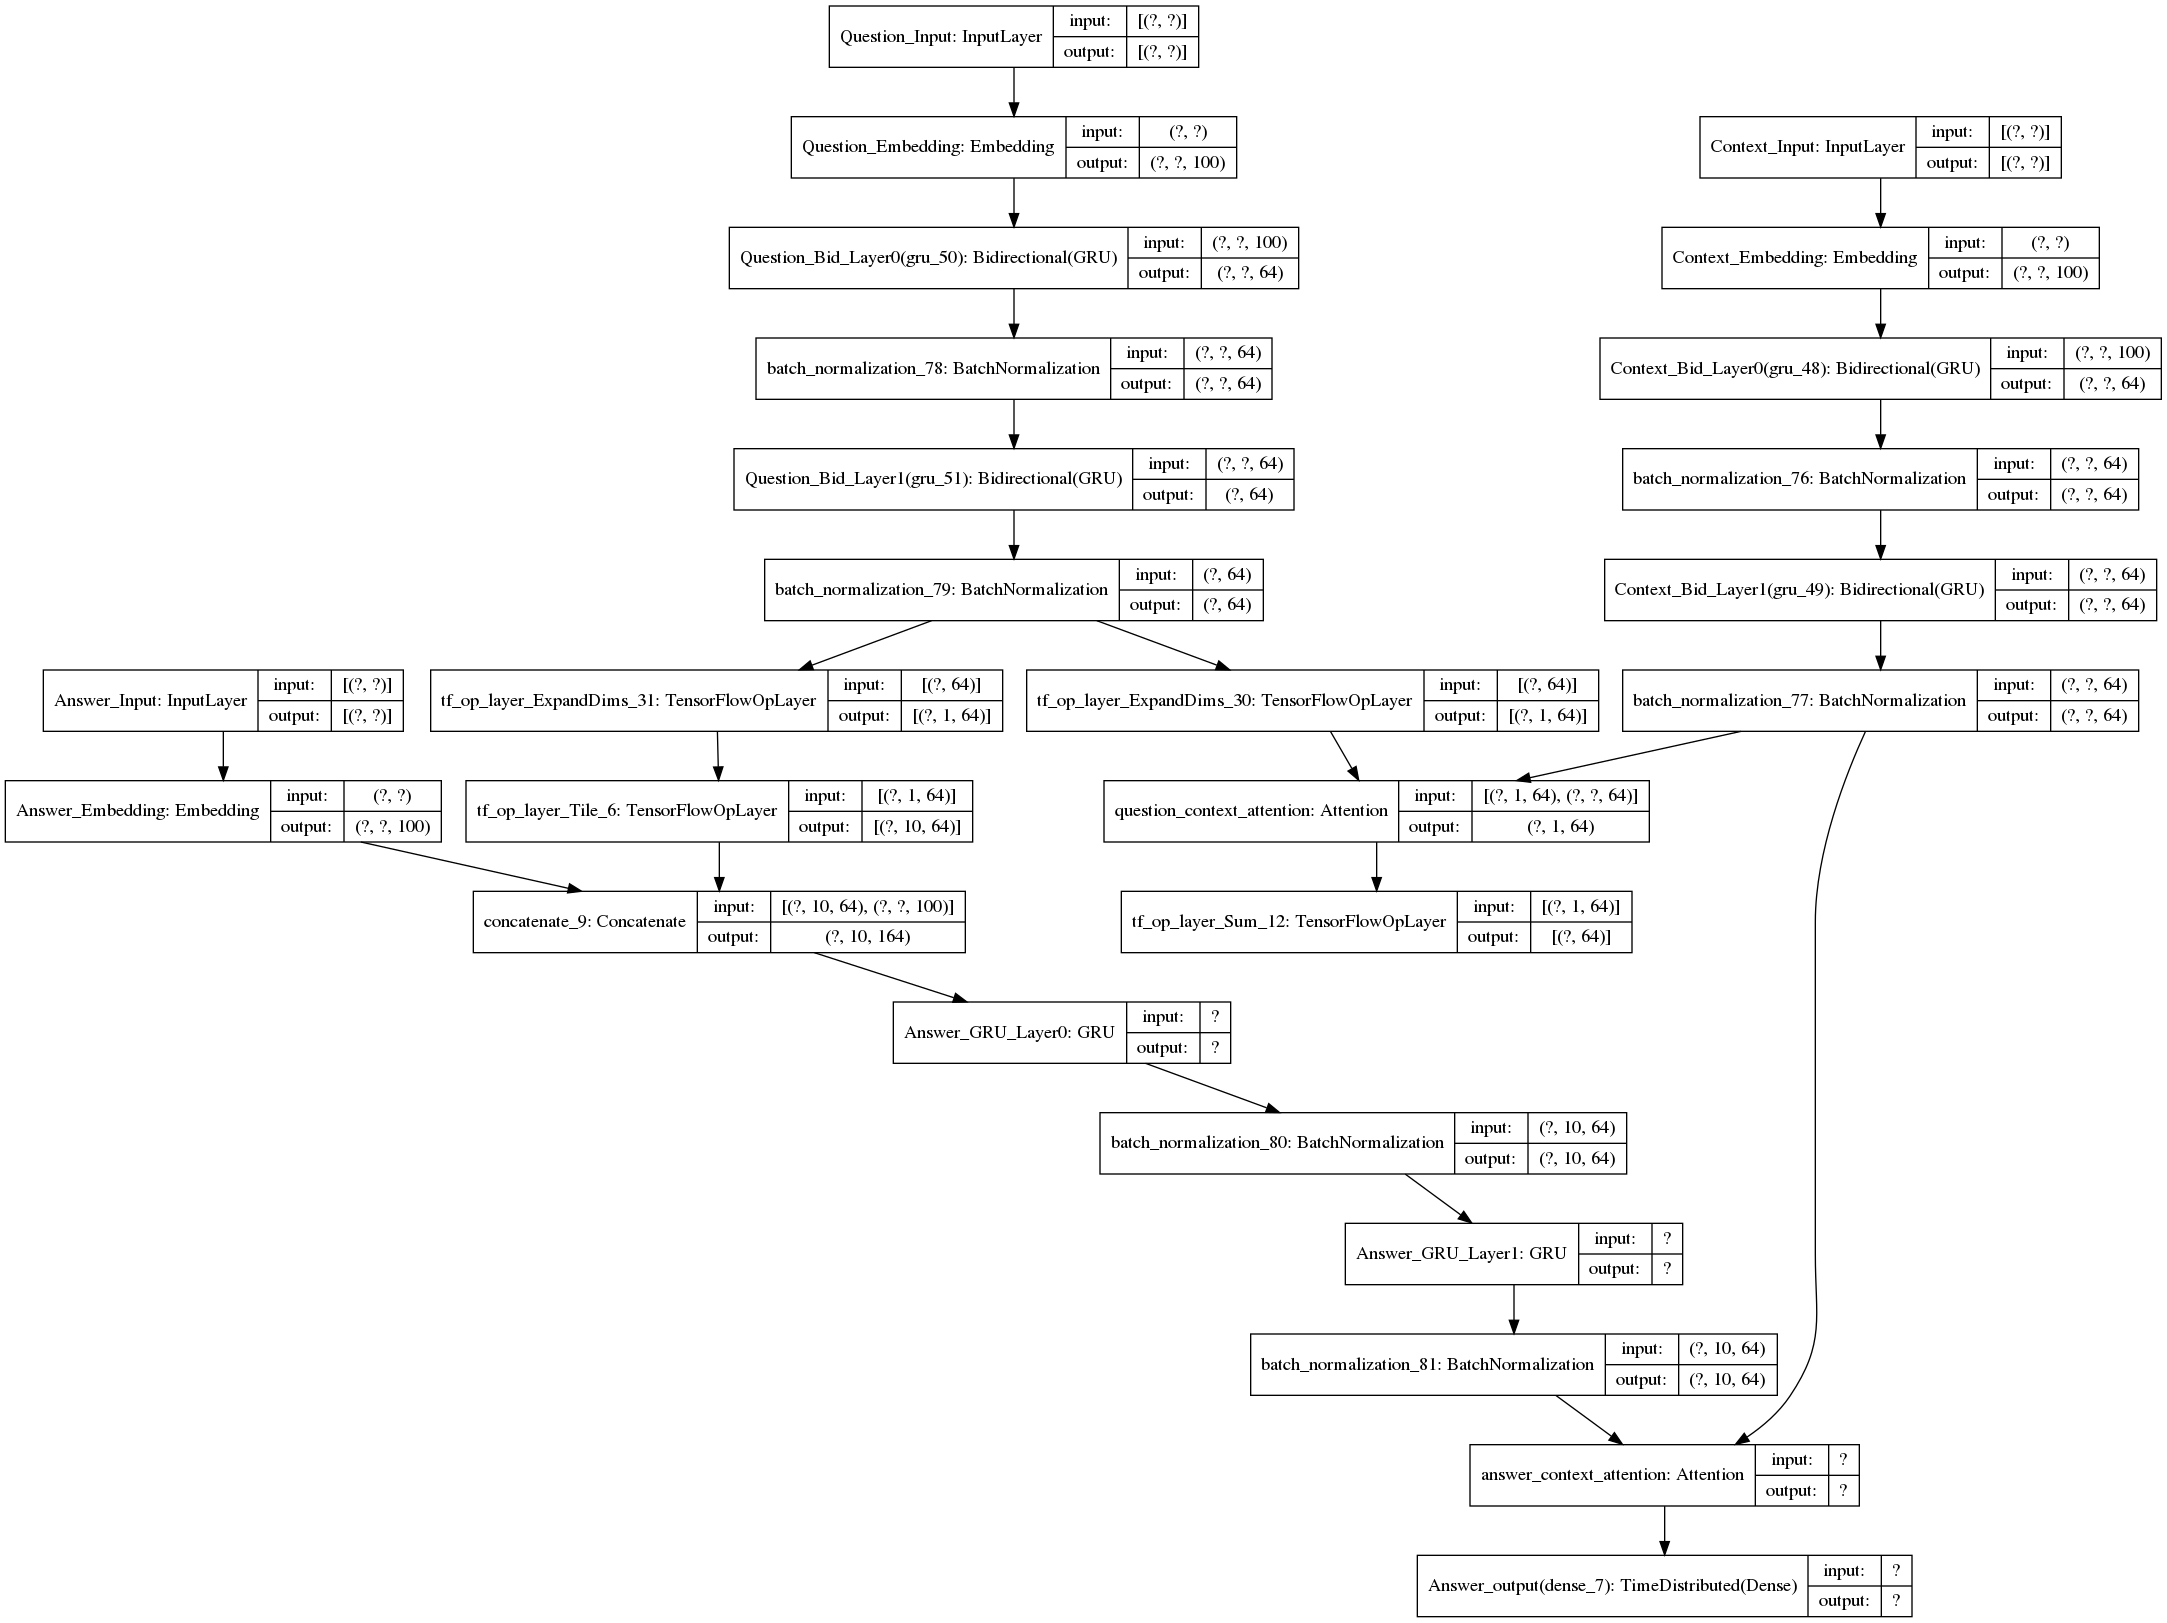 Question_Input: InputLayer
input: [(?, ?)]
output: [(?, ?)]
Question_Embedding: Embedding
input: (?, ?)
output: (?, ?, 100)
Context_Input: InputLayer
input: [(?, ?)]
output: [(?, ?)]
Question_Bid_Layer0(gru_50): Bidirectional(GRU)
input: (?, ?, 100)
output: (?, ?, 64)
Context_Embedding: Embedding
input: (?, ?)
output: (?, ?, 100)
batch_normalization_78: BatchNormalization
input: (?, ?, 64)
output: (?, ?, 64)
Context_Bid_Layer0(gru_48): Bidirectional(GRU)
input: (?, ?, 100)
output: (?, ?, 64)
Question_Bid_Layer1(gru_51): Bidirectional(GRU)
input: (?, ?, 64)
output: (?, 64)
batch_normalization_76: BatchNormalization
input: (?, ?, 64)
output: (?, ?, 64)
batch_normalization_79: BatchNormalization
input: (?, 64)
output: (?, 64)
Context_Bid_Layer1(gru_49): Bidirectional(GRU)
input: (?, ?, 64)
output: (?, ?, 64)
Answer_Input: InputLayer
input: [(?, ?)]
output: [(?, ?)]
tf_op_layer_ExpandDims_31: TensorFlowOpLayer
input: [(?, 64)]
output: [(?, 1, 64)]
tf_op_layer_ExpandDims_30: TensorFlowOpLayer
input: [(?, 64)]
output: [(?, 1, 64)]
batch_normalization_77: BatchNormalization
input: (?, ?, 64)
output: (?, ?, 64)
Answer_Embedding: Embedding
input: (?, ?)
output: (?, ?, 100)
tf_op_layer_Tile_6: TensorFlowOpLayer
input: [(?, 1, 64)]
output: [(?, 10, 64)]
question_context_attention: Attention
input: [(?, 1, 64), (?, ?, 64)]
output: (?, 1, 64)
concatenate_9: Concatenate
input: [(?, 10, 64), (?, ?, 100)]
output: (?, 10, 164)
tf_op_layer_Sum_12: TensorFlowOpLayer
input: [(?, 1, 64)]
output: [(?, 64)]
Answer_GRU_Layer0: GRU
input: ?
output: ?
batch_normalization_80: BatchNormalization
input: (?, 10, 64)
output: (?, 10, 64)
Answer_GRU_Layer1: GRU
input: ?
output: ?
batch_normalization_81: BatchNormalization
input: (?, 10, 64)
output: (?, 10, 64)
answer_context_attention: Attention
input: ?
output: ?
Answer_output(dense_7): TimeDistributed(Dense)
input: ?
output: ?